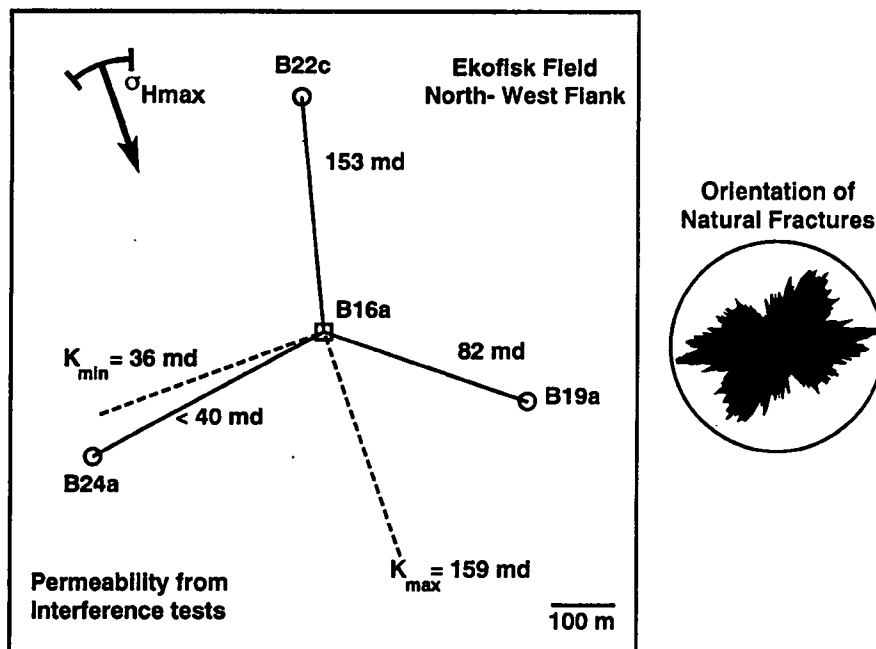 σHmax
B22c
Ekofisk Field
North- West Flank
153 md
Orientation of
Natural Fractures
B16a
Kmin= 36 md
82 md
B19a
< 40 md
B24a
Kmax= 159 md
Permeability from
Interference tests
100 m